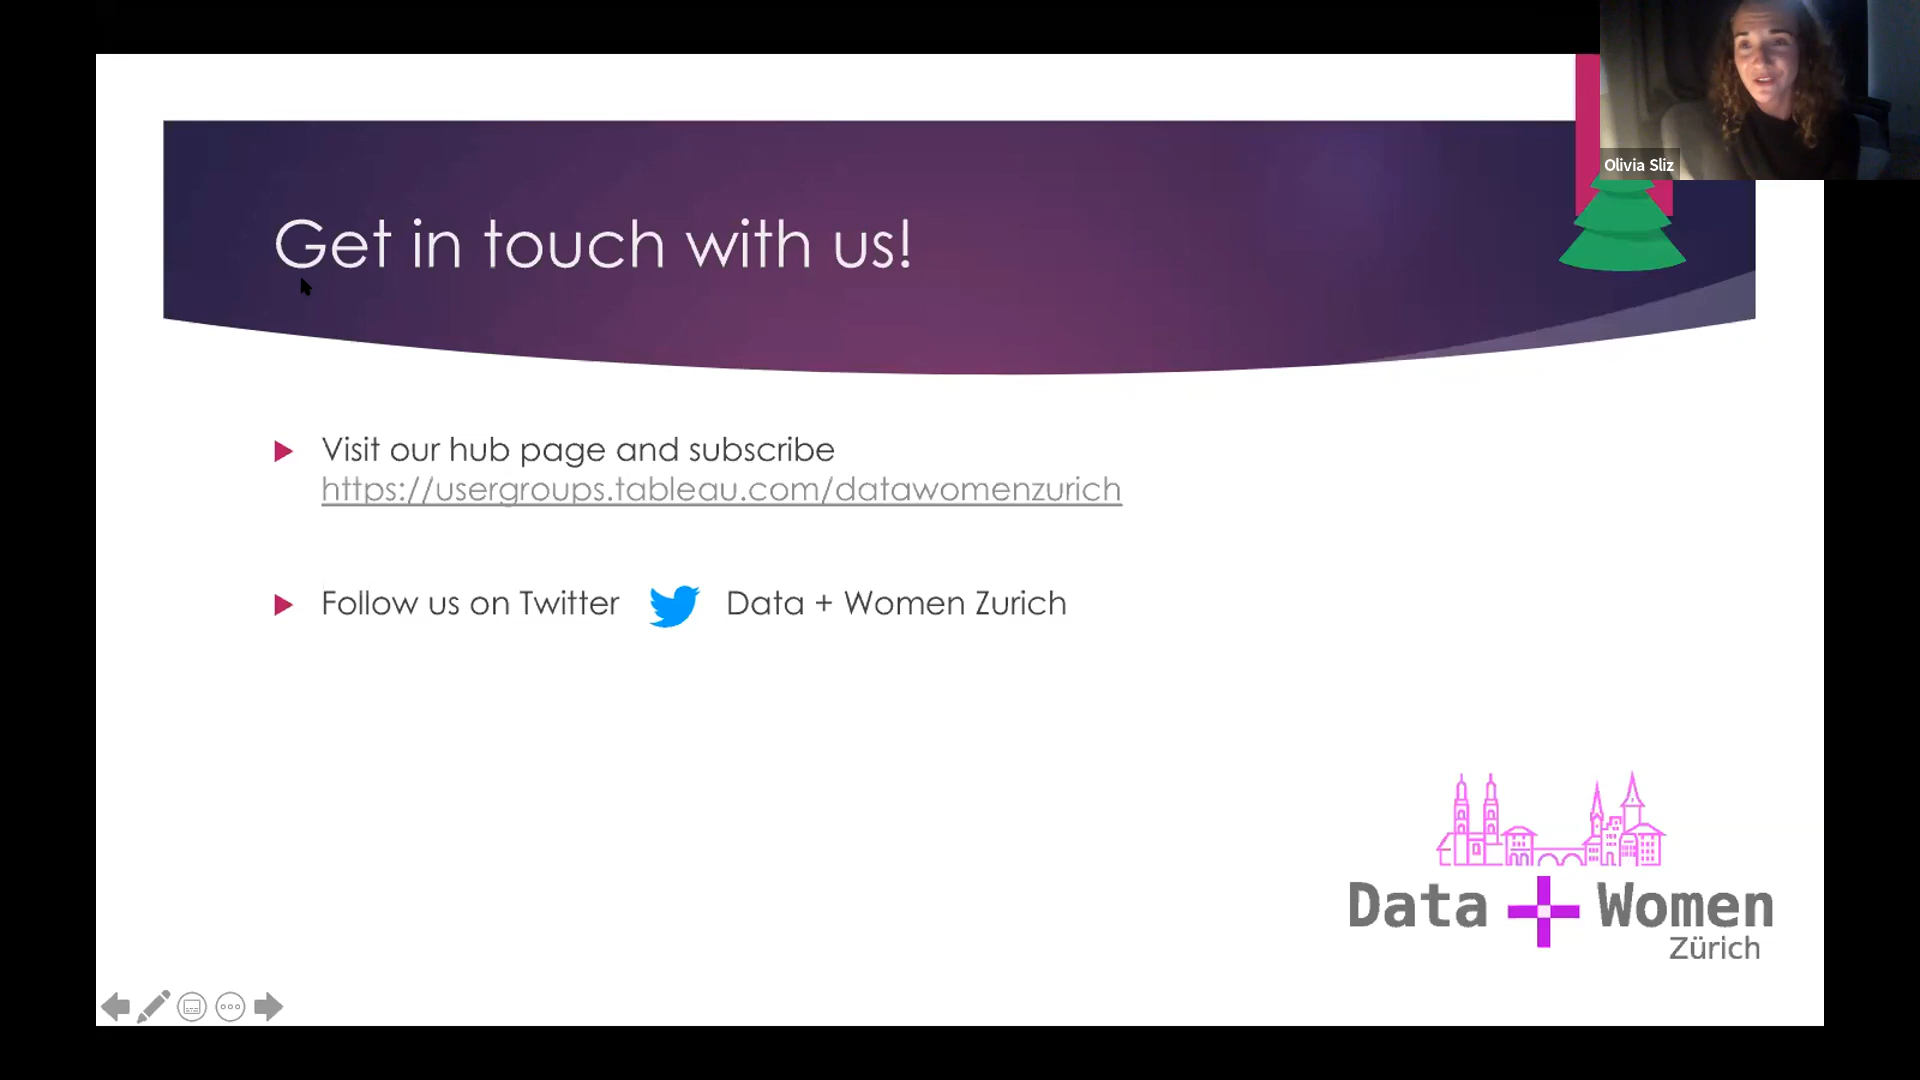 Olivia Sliz
Get in touch with us!
Visit our hub page and subscribe
https://usergroups.tableau.com/datawomenzurich
Follow us on Twitter Data + Women Zurich
Data + Women
Zürich